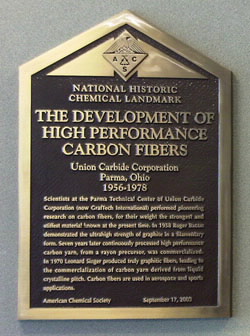 ACS
NATIONAL HISTORIC
CHEMICAL LANDMARK
THE DEVELOPMENT OF
HIGH PERFORMANCE
CARBON FIBERS
Union Carbide Corporation
Parma, Ohio
1956-1978
Scientists at the Parma Technical Center of Union Carbide
Corporation (now GrafTech International) performed pioneering
research on carbon fibers, for their weight the strongest and
stiffest material known at the present time. In 1958 Roger Bacon
demonstrated the ultrahigh strength of graphite in a filamentary
form. Seven years later continuously processed high performance
carbon yarn, from a rayon precursor, was commercialized.
In 1970 Leonard Singer produced truly graphitic fibers, leading to
the commercialization of carbon yarn derived from liquid
crystalline pitch. Carbon fibers are used in aerospace and sports
applications.
American Chemical Society September 17, 2003